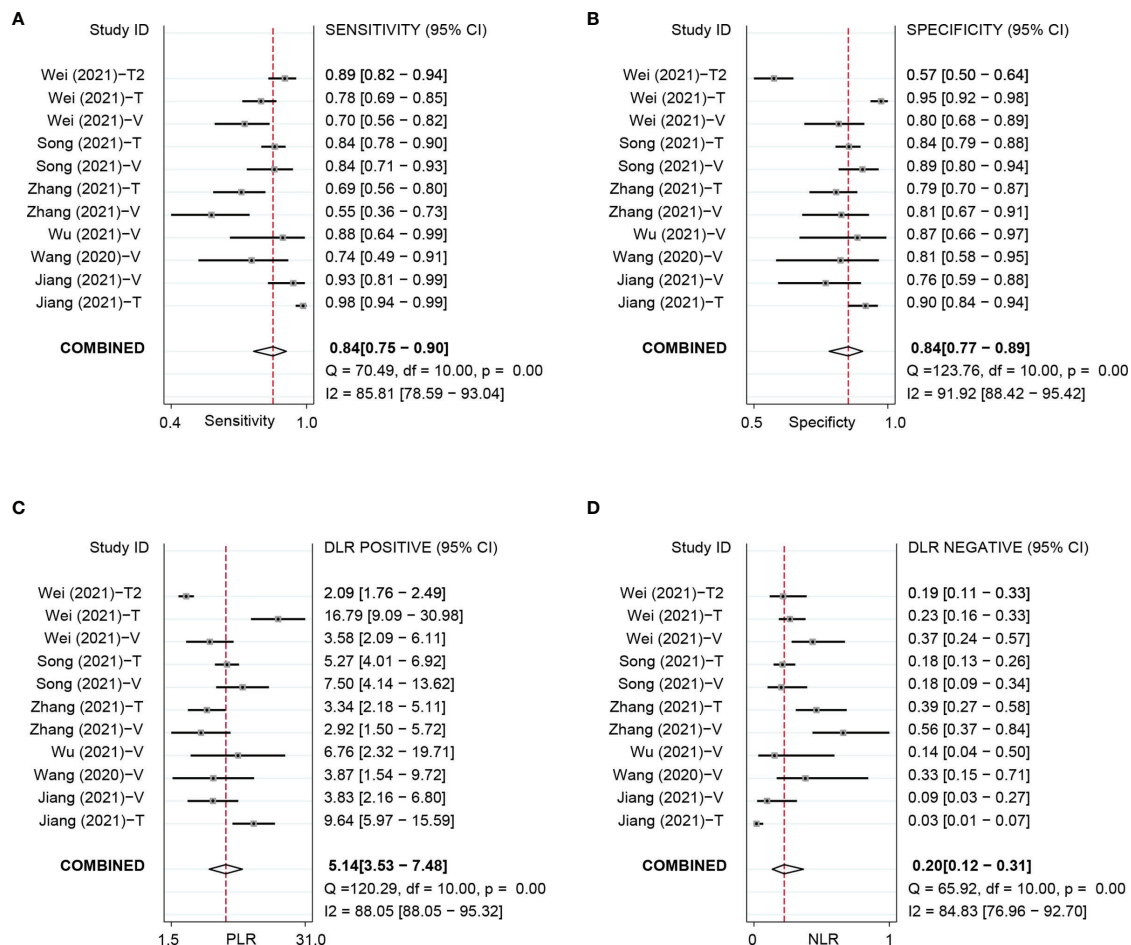 A
Study ID SENSITIVITY (95% CI)
Wei (2021)−T2 0.89 [0.82 − 0.94]
Wei (2021)−T 0.78 [0.69 − 0.85]
Wei (2021)−V 0.70 [0.56 − 0.82]
Song (2021)−T 0.84 [0.78 − 0.90]
Song (2021)−V 0.84 [0.71 − 0.93]
Zhang (2021)−T 0.69 [0.56 − 0.80]
Zhang (2021)−V 0.55 [0.36 − 0.73]
Wu (2021)−V 0.88 [0.64 − 0.99]
Wang (2020)−V 0.74 [0.49 − 0.91]
Jiang (2021)−V 0.93 [0.81 − 0.99]
Jiang (2021)−T 0.98 [0.94 − 0.99]
COMBINED 0.84[0.75 − 0.90]
Q = 70.49, df = 10.00, p = 0.00
I2 = 85.81 [78.59 − 93.04]
0.4 Sensitivity 1.0
B
Study ID SPECIFICITY (95% CI)
Wei (2021)−T2 0.57 [0.50 − 0.64]
Wei (2021)−T 0.95 [0.92 − 0.98]
Wei (2021)−V 0.80 [0.68 − 0.89]
Song (2021)−T 0.84 [0.79 − 0.88]
Song (2021)−V 0.89 [0.80 − 0.94]
Zhang (2021)−T 0.79 [0.70 − 0.87]
Zhang (2021)−V 0.81 [0.67 − 0.91]
Wu (2021)−V 0.87 [0.66 − 0.97]
Wang (2020)−V 0.81 [0.58 − 0.95]
Jiang (2021)−V 0.76 [0.59 − 0.88]
Jiang (2021)−T 0.90 [0.84 − 0.94]
COMBINED 0.84[0.77 − 0.89]
Q =123.76, df = 10.00, p = 0.00
I2 = 91.92 [88.42 − 95.42]
0.5 Specificty 1.0
C
Study ID DLR POSITIVE (95% CI)
Wei (2021)−T2 2.09 [1.76 − 2.49]
Wei (2021)−T 16.79 [9.09 − 30.98]
Wei (2021)−V 3.58 [2.09 − 6.11]
Song (2021)−T 5.27 [4.01 − 6.92]
Song (2021)−V 7.50 [4.14 − 13.62]
Zhang (2021)−T 3.34 [2.18 − 5.11]
Zhang (2021)−V 2.92 [1.50 − 5.72]
Wu (2021)−V 6.76 [2.32 − 19.71]
Wang (2020)−V 3.87 [1.54 − 9.72]
Jiang (2021)−V 3.83 [2.16 − 6.80]
Jiang (2021)−T 9.64 [5.97 − 15.59]
COMBINED 5.14[3.53 − 7.48]
Q =120.29, df = 10.00, p = 0.00
I2 = 88.05 [88.05 − 95.32]
1.5 PLR 31.0
D
Study ID DLR NEGATIVE (95% CI)
Wei (2021)−T2 0.19 [0.11 − 0.33]
Wei (2021)−T 0.23 [0.16 − 0.33]
Wei (2021)−V 0.37 [0.24 − 0.57]
Song (2021)−T 0.18 [0.13 − 0.26]
Song (2021)−V 0.18 [0.09 − 0.34]
Zhang (2021)−T 0.39 [0.27 − 0.58]
Zhang (2021)−V 0.56 [0.37 − 0.84]
Wu (2021)−V 0.14 [0.04 − 0.50]
Wang (2020)−V 0.33 [0.15 − 0.71]
Jiang (2021)−V 0.09 [0.03 − 0.27]
Jiang (2021)−T 0.03 [0.01 − 0.07]
COMBINED 0.20[0.12 − 0.31]
Q = 65.92, df = 10.00, p = 0.00
I2 = 84.83 [76.96 − 92.70]
0 NLR 1